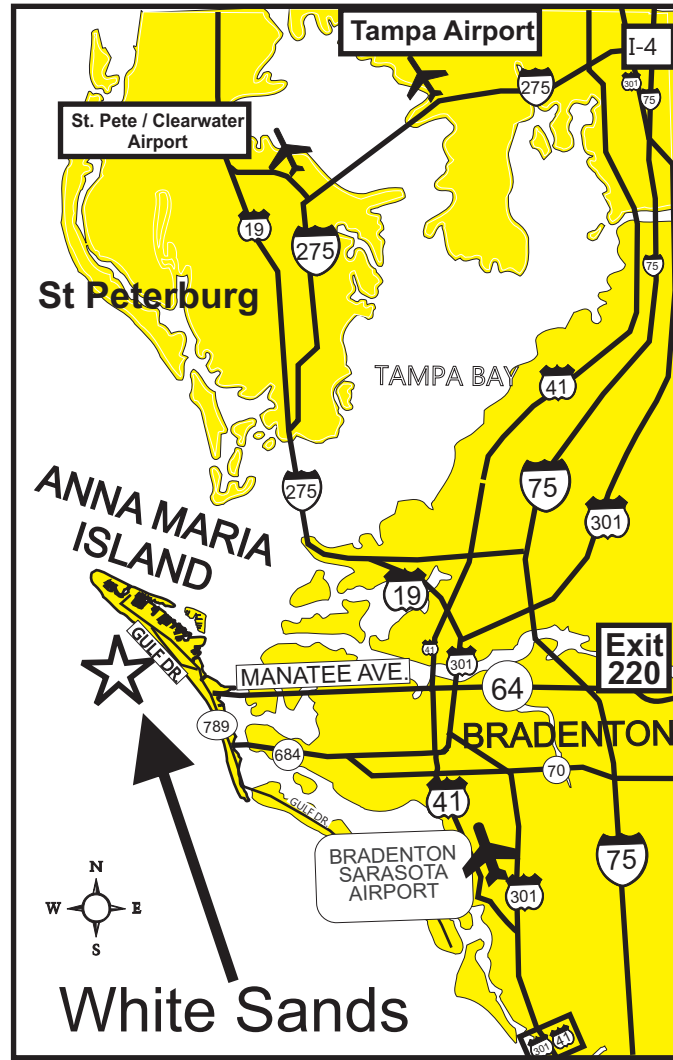 Tampa Airport
I-4
301
275
75
St. Pete / Clearwater
Airport
19
275
75
St Peterburg
TAMPA BAY
41
275
75
301
ANNA MARIA
ISLAND
19
GULF DR
41
301
Exit
220
MANATEE AVE.
64
789
684
BRADENTON
70
GULF DR
41
BRADENTON
SARASOTA
AIRPORT
75
301
N
W E
S
White Sands
301
41